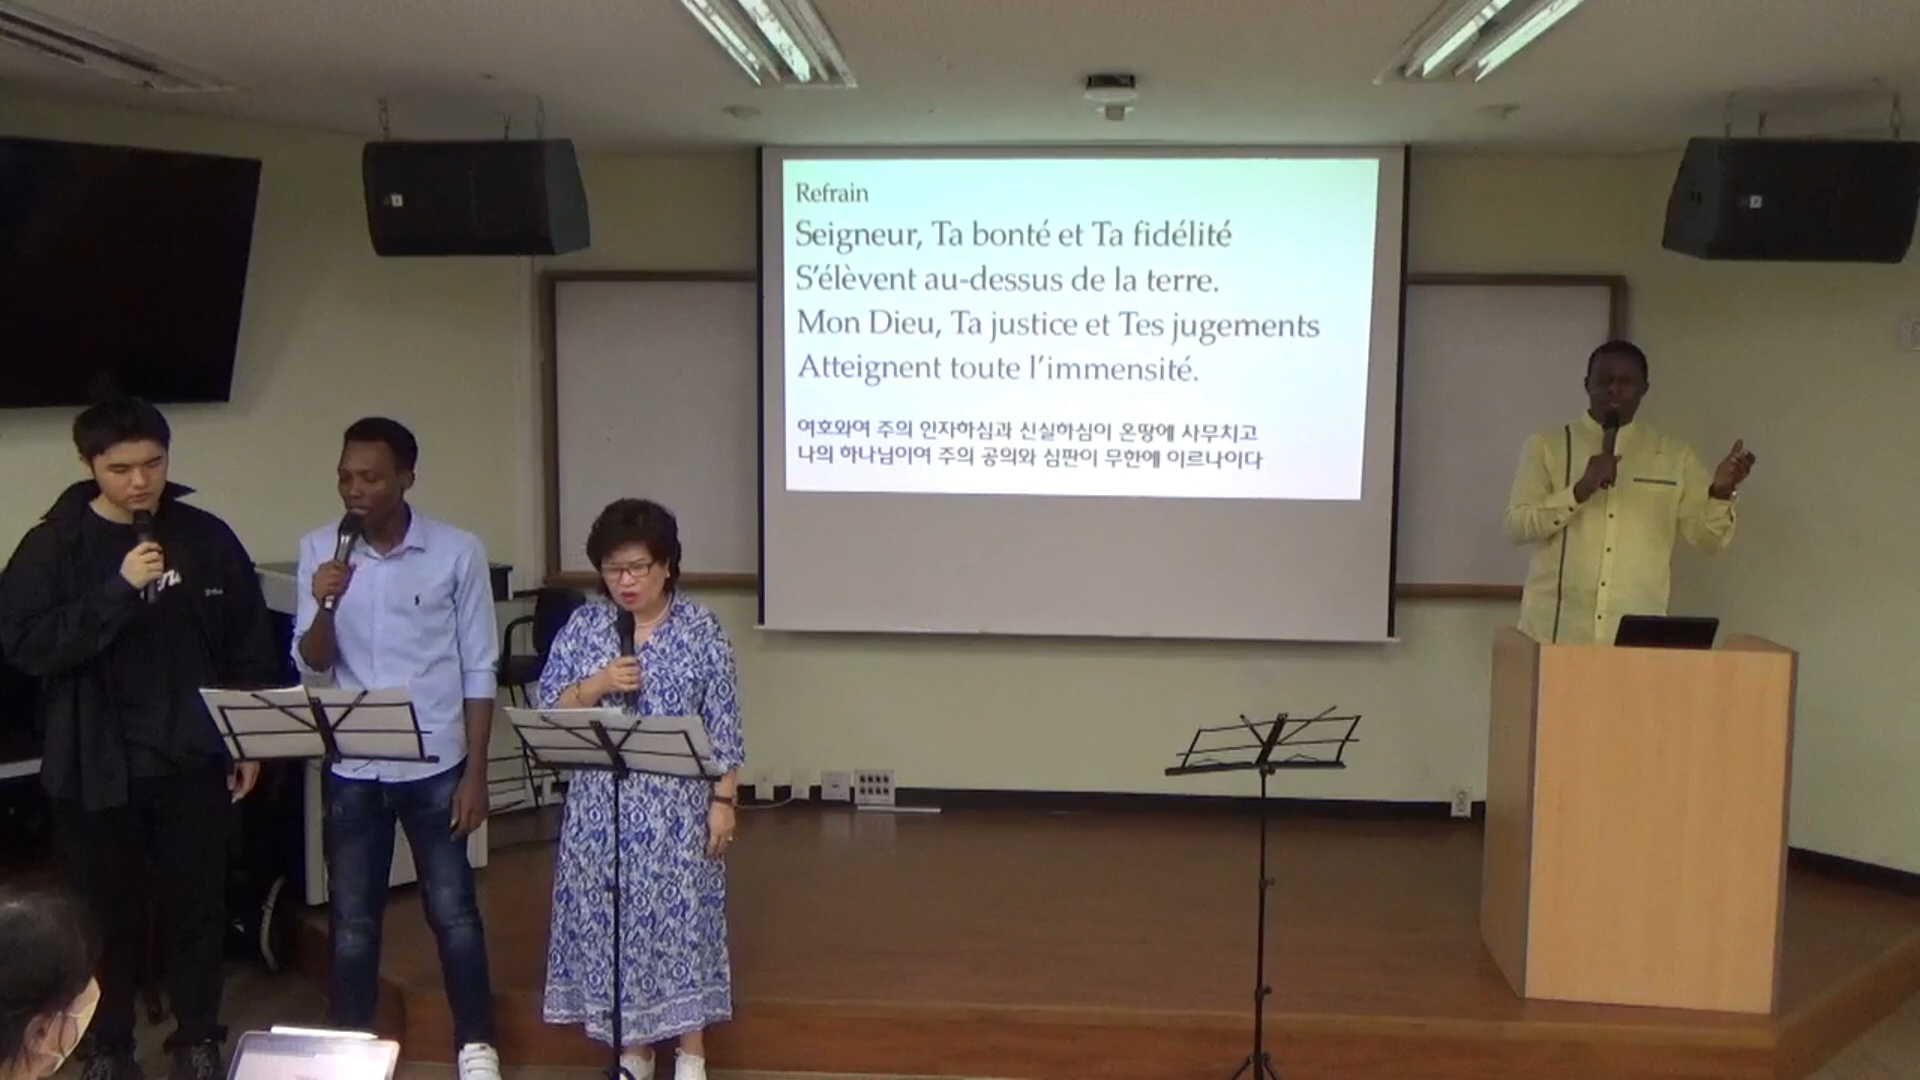 Refrain
Seigneur, Ta bonté et Ta fidélité
S'élèvent au-dessus de la terre.
Mon Dieu, Ta justice et Tes jugements
Atteignent toute l'immensité.
여호와여 주의 인자하심과 신실하심이 온땅에 사무치고
나의 하나님이여 주의 공의와 심판이 무한에 이르나이다